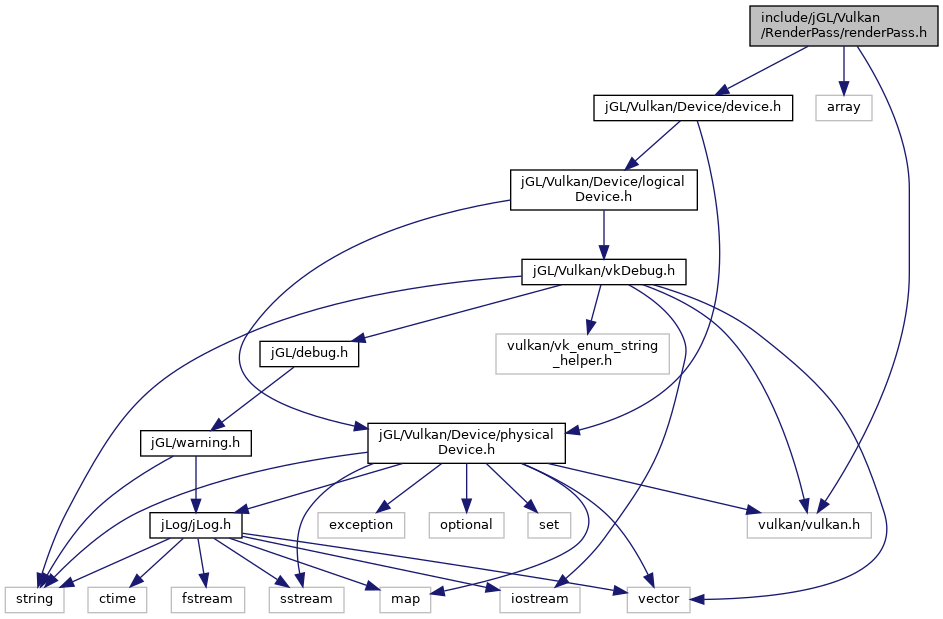 include/jGL/Vulkan
/RenderPass/renderPass.h
jGL/Vulkan/Device/device.h
array
jGL/Vulkan/Device/logical
Device.h
jGL/Vulkan/vkDebug.h
jGL/debug.h
vulkan/vk_enum_string
_helper.h
jGL/warning.h
jGL/Vulkan/Device/physical
Device.h
jLog/jLog.h
exception
optional
set
vulkan/vulkan.h
string
ctime
fstream
sstream
map
iostream
vector